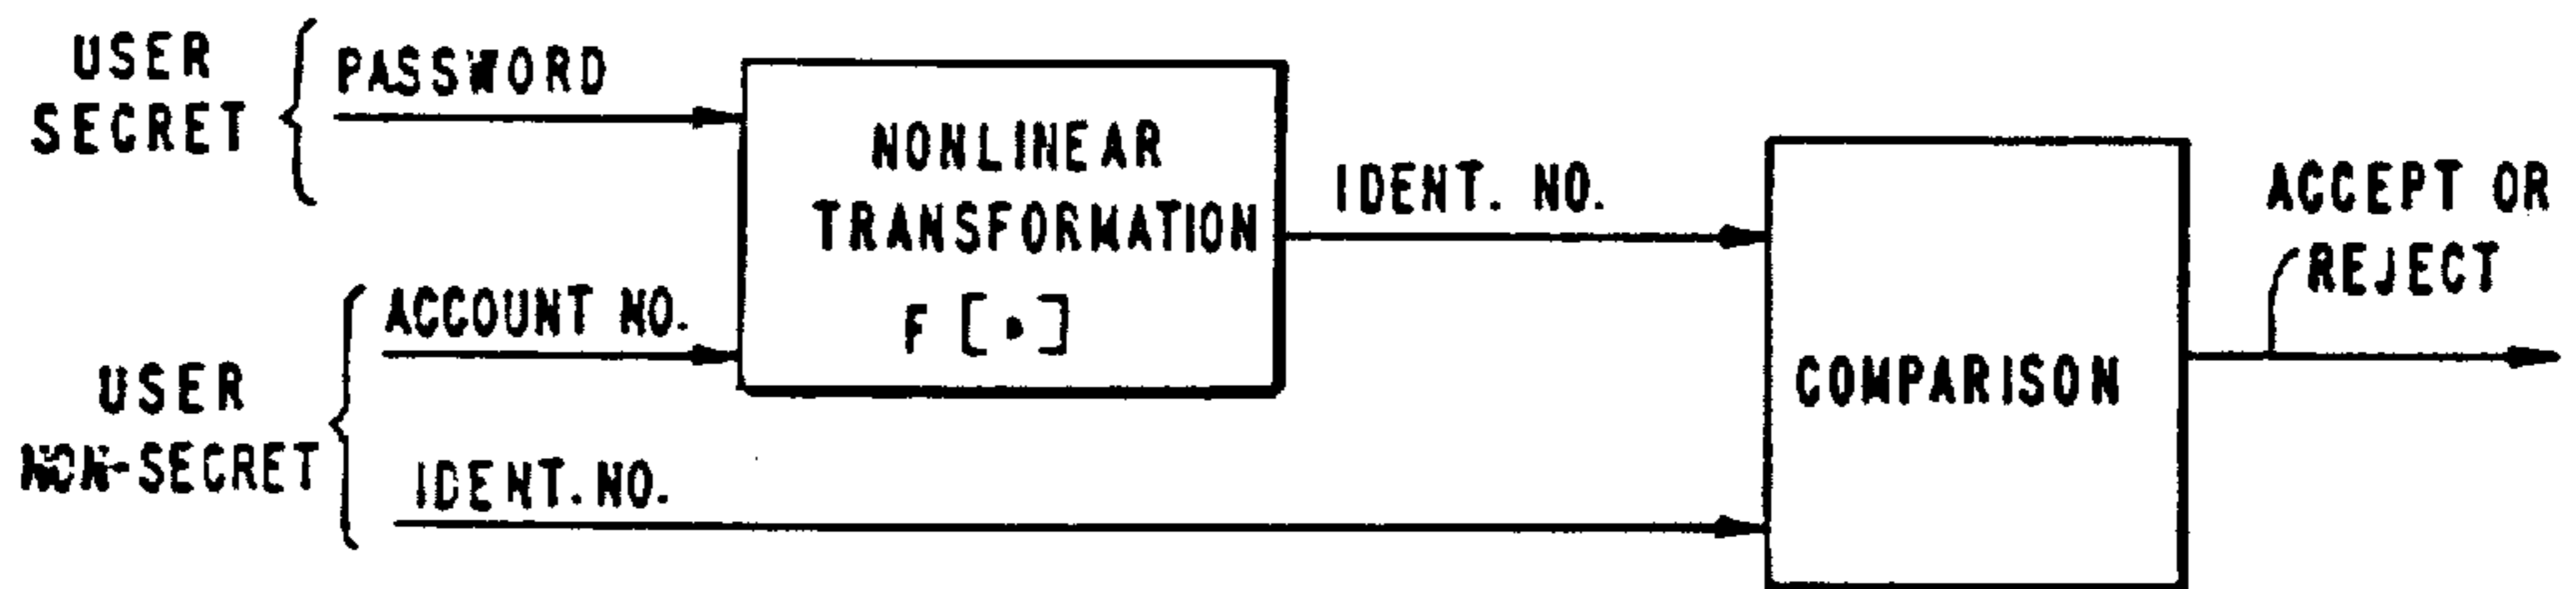 USER
SECRET
PASSWORD
NONLINEAR
TRANSFORMATION
F [•]
IDENT. NO.
ACCEPT OR
REJECT
USER
NON-SECRET
ACCOUNT NO.
IDENT. NO.
COMPARISON